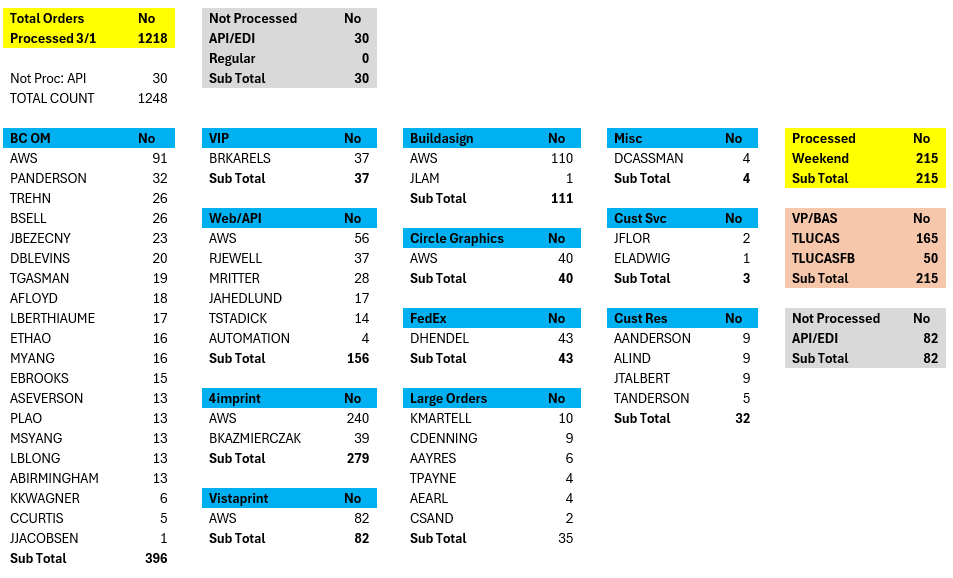 Total Orders No
Processed 3/1 1218
Not Proc: API 30
TOTAL COUNT 1248
Not Processed No
API/EDI 30
Regular 0
Sub Total 30
BC OM No
AWS 91
PANDERSON 32
TREHN 26
BSELL 26
JBEZECNY 23
DBLEVINS 20
TGASMAN 19
AFLOYD 18
LBERTHIAUME 17
ETHAO 16
MYANG 16
EBROOKS 15
ASEVERSON 13
PLAO 13
MSYANG 13
LBLONG 13
ABIRMINGHAM 13
KKWAGNER 6
CCURTIS 5
JJACOBSEN 1
Sub Total 396
VIP No
BRKARELS 37
Sub Total 37
Web/API No
AWS 56
RJEWELL 37
MRITTER 28
JAHEDLUND 17
TSTADICK 14
AUTOMATION 4
Sub Total 156
4imprint No
AWS 240
BKAZMIERCZAK 39
Sub Total 279
Vistaprint No
AWS 82
Sub Total 82
Buildasign No
AWS 110
JLAM 1
Sub Total 111
Circle Graphics No
AWS 40
Sub Total 40
FedEx No
DHENDEL 43
Sub Total 43
Large Orders No
KMARTELL 10
CDENNING 9
AAYRES 6
TPAYNE 4
AEARL 4
CSAND 2
Sub Total 35
Misc No
DCASSMAN 4
Sub Total 4
Cust Svc No
JFLOR 2
ELADWIG 1
Sub Total 3
Cust Res No
AANDERSON 9
ALIND 9
JTALBERT 9
TANDERSON 5
Sub Total 32
Processed No
Weekend 215
Sub Total 215
VP/BAS No
TLUCAS 165
TLUCASFB 50
Sub Total 215
Not Processed No
API/EDI 82
Sub Total 82